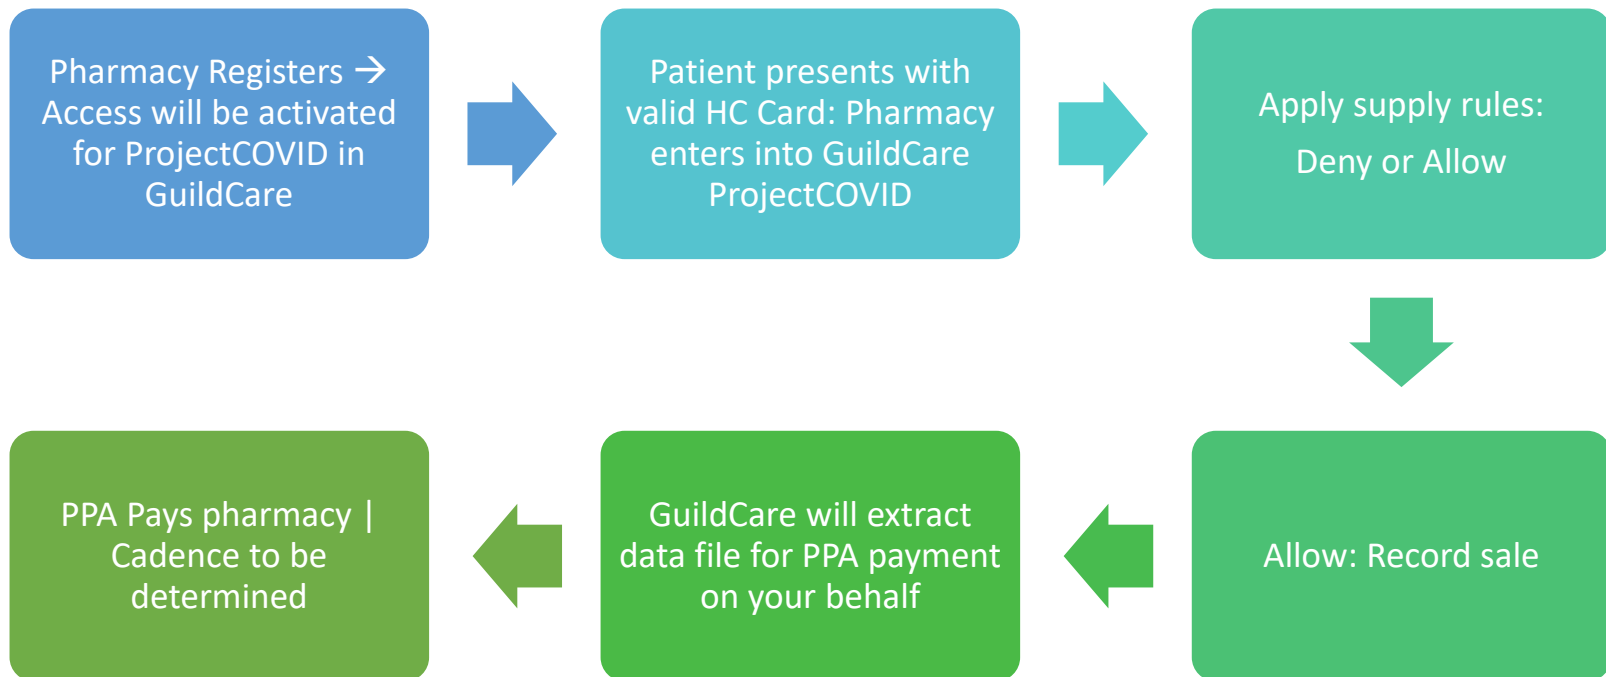 Pharmacy Registers →
Access will be activated
for ProjectCOVID in
GuildCare
Patient presents with
valid HC Card: Pharmacy
enters into GuildCare
ProjectCOVID
Apply supply rules:
Deny or Allow
Allow: Record sale
GuildCare will extract
data file for PPA payment
on your behalf
PPA Pays pharmacy |
Cadence to be
determined